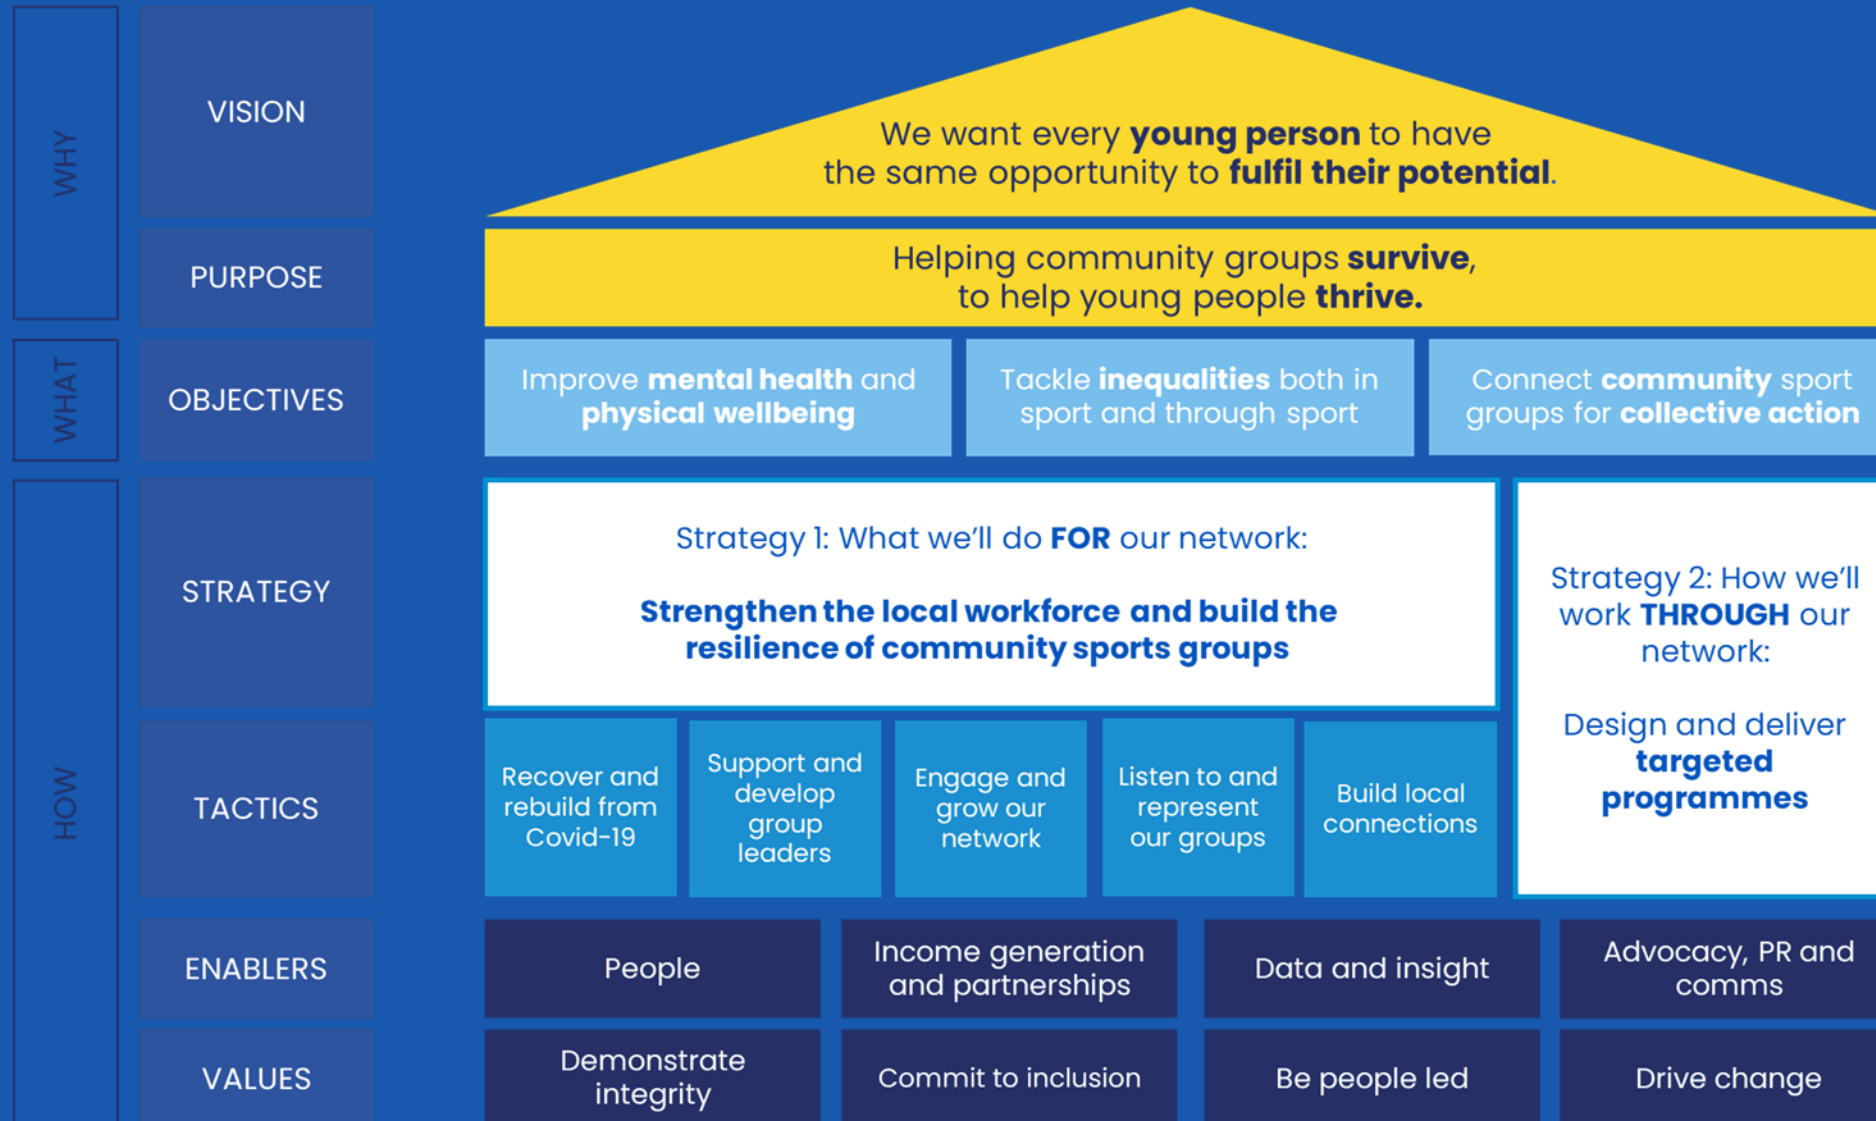 WHY
VISION
We want every young person to have
the same opportunity to fulfil their potential.
PURPOSE
Helping community groups survive,
to help young people thrive.
WHAT
OBJECTIVES
Improve mental health and
physical wellbeing
Tackle inequalities both in
sport and through sport
Connect community sport
groups for collective action
HOW
STRATEGY
Strategy 1: What we'll do FOR our network:
Strengthen the local workforce and build the
resilience of community sports groups
Strategy 2: How we'll
work THROUGH our
network:
Design and deliver
targeted
programmes
TACTICS
Recover and
rebuild from
Covid-19
Support and
develop
group
leaders
Engage and
grow our
network
Listen to and
represent
our groups
Build local
connections
ENABLERS
People
Income generation
and partnerships
Data and insight
Advocacy, PR and
comms
VALUES
Demonstrate
integrity
Commit to inclusion
Be people led
Drive change